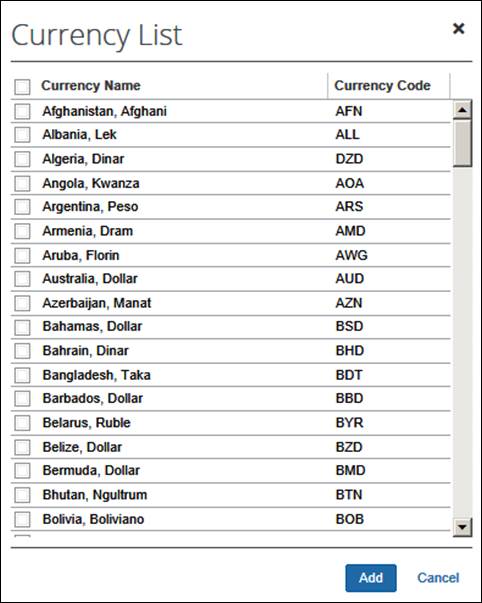 Currency List
Currency Name Currency Code
Afghanistan, Afghani AFN
Albania, Lek ALL
Algeria, Dinar DZD
Angola, Kwanza AOA
Argentina, Peso ARS
Armenia, Dram AMD
Aruba, Florin AWG
Australia, Dollar AUD
Azerbaijan, Manat AZN
Bahamas, Dollar BSD
Bahrain, Dinar BHD
Bangladesh, Taka BDT
Barbados, Dollar BBD
Belarus, Ruble BYR
Belize, Dollar BZD
Bermuda, Dollar BMD
Bhutan, Ngultrum BTN
Bolivia, Boliviano BOB
Add Cancel